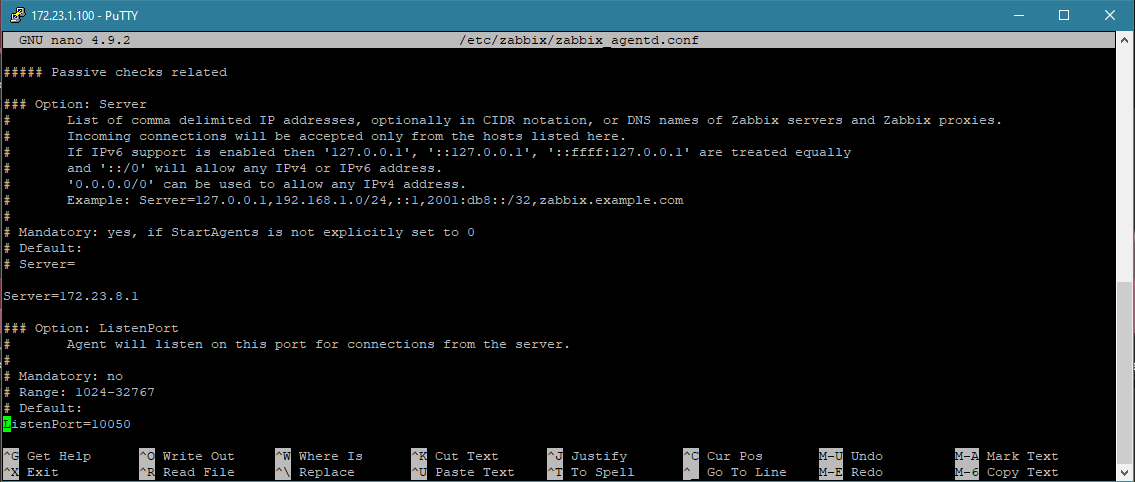 172.23.1.100 - PuTTY
GNU nano 4.9.2 /etc/zabbix/zabbix_agentd.conf
##### Passive checks related
### Option: Server
# List of comma delimited IP addresses, optionally in CIDR notation, or DNS names of Zabbix servers and Zabbix proxies.
# Incoming connections will be accepted only from the hosts listed here.
# If IPv6 support is enabled then '127.0.0.1', '::127.0.0.1', '::ffff:127.0.0.1' are treated equally
# and '::/0' will allow any IPv4 or IPv6 address.
# '0.0.0.0/0' can be used to allow any IPv4 address.
# Example: Server=127.0.0.1,192.168.1.0/24,::1,2001:db8::/32,zabbix.example.com
#
# Mandatory: yes, if StartAgents is not explicitly set to 0
# Default:
# Server=
Server=172.23.8.1
### Option: ListenPort
# Agent will listen on this port for connections from the server.
#
# Mandatory: no
# Range: 1024-32767
# Default:
ListenPort=10050
^G Get Help ^O Write Out ^W Where Is ^K Cut Text ^J Justify ^C Cur Pos M-U Undo M-A Mark Text
^X Exit ^R Read File ^\ Replace ^U Paste Text ^T To Spell ^_ Go To Line M-E Redo M-6 Copy Text